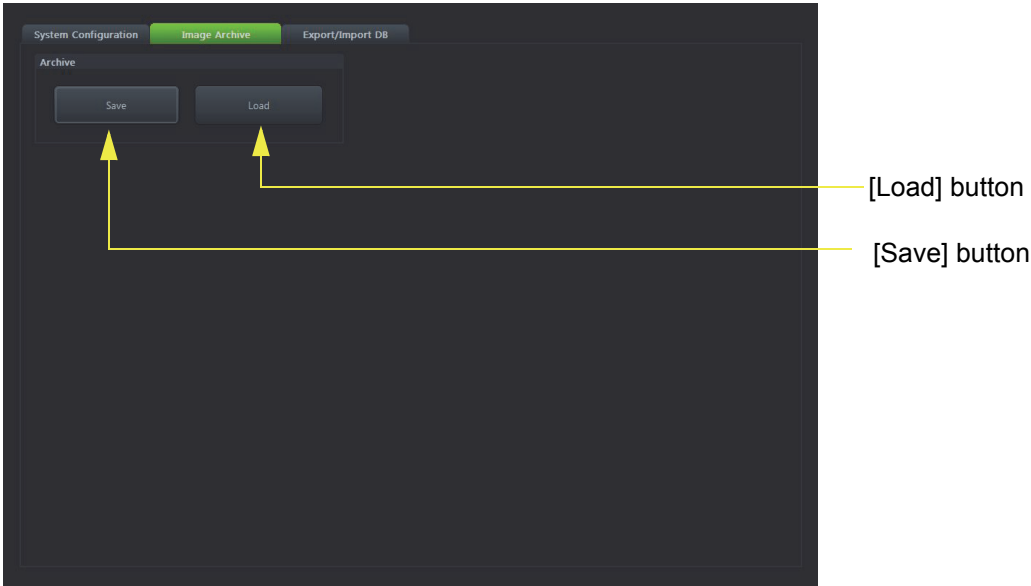 System Configuration Image Archive Export/Import DB
Archive
Save Load
[Load] button
[Save] button